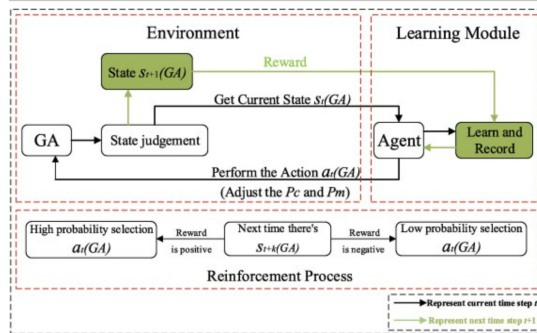 Environment
Learning Module
State st+1(GA)
Reward
Get Current State st(GA)
GA
State judgement
Agent
Learn and
Record
Perform the Action at(GA)
(Adjust the Pc and Pm)
High probability selection
at(GA)
Reward
is positive
Next time there's
st+k(GA)
Reward
is negative
Low probability selection
at(GA)
Reinforcement Process
Represent current time step t
Represent next time step t+1